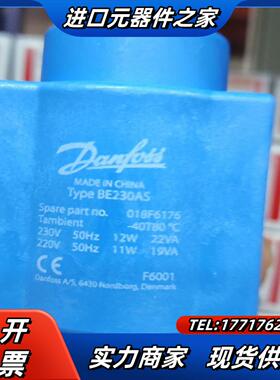 进口元器件之家
Danfoss
MADE IN CHINA
Type BE230AS
Spare part no. 018F6176
Tambient -40T80 °C
230V 50Hz 12W 22VA
220V 50Hz 11W 19VA
CE F6001
Danfoss A/S, 6430 Nordborg, Denmark
可开票
TEL:1771762
实力商家 现货供应